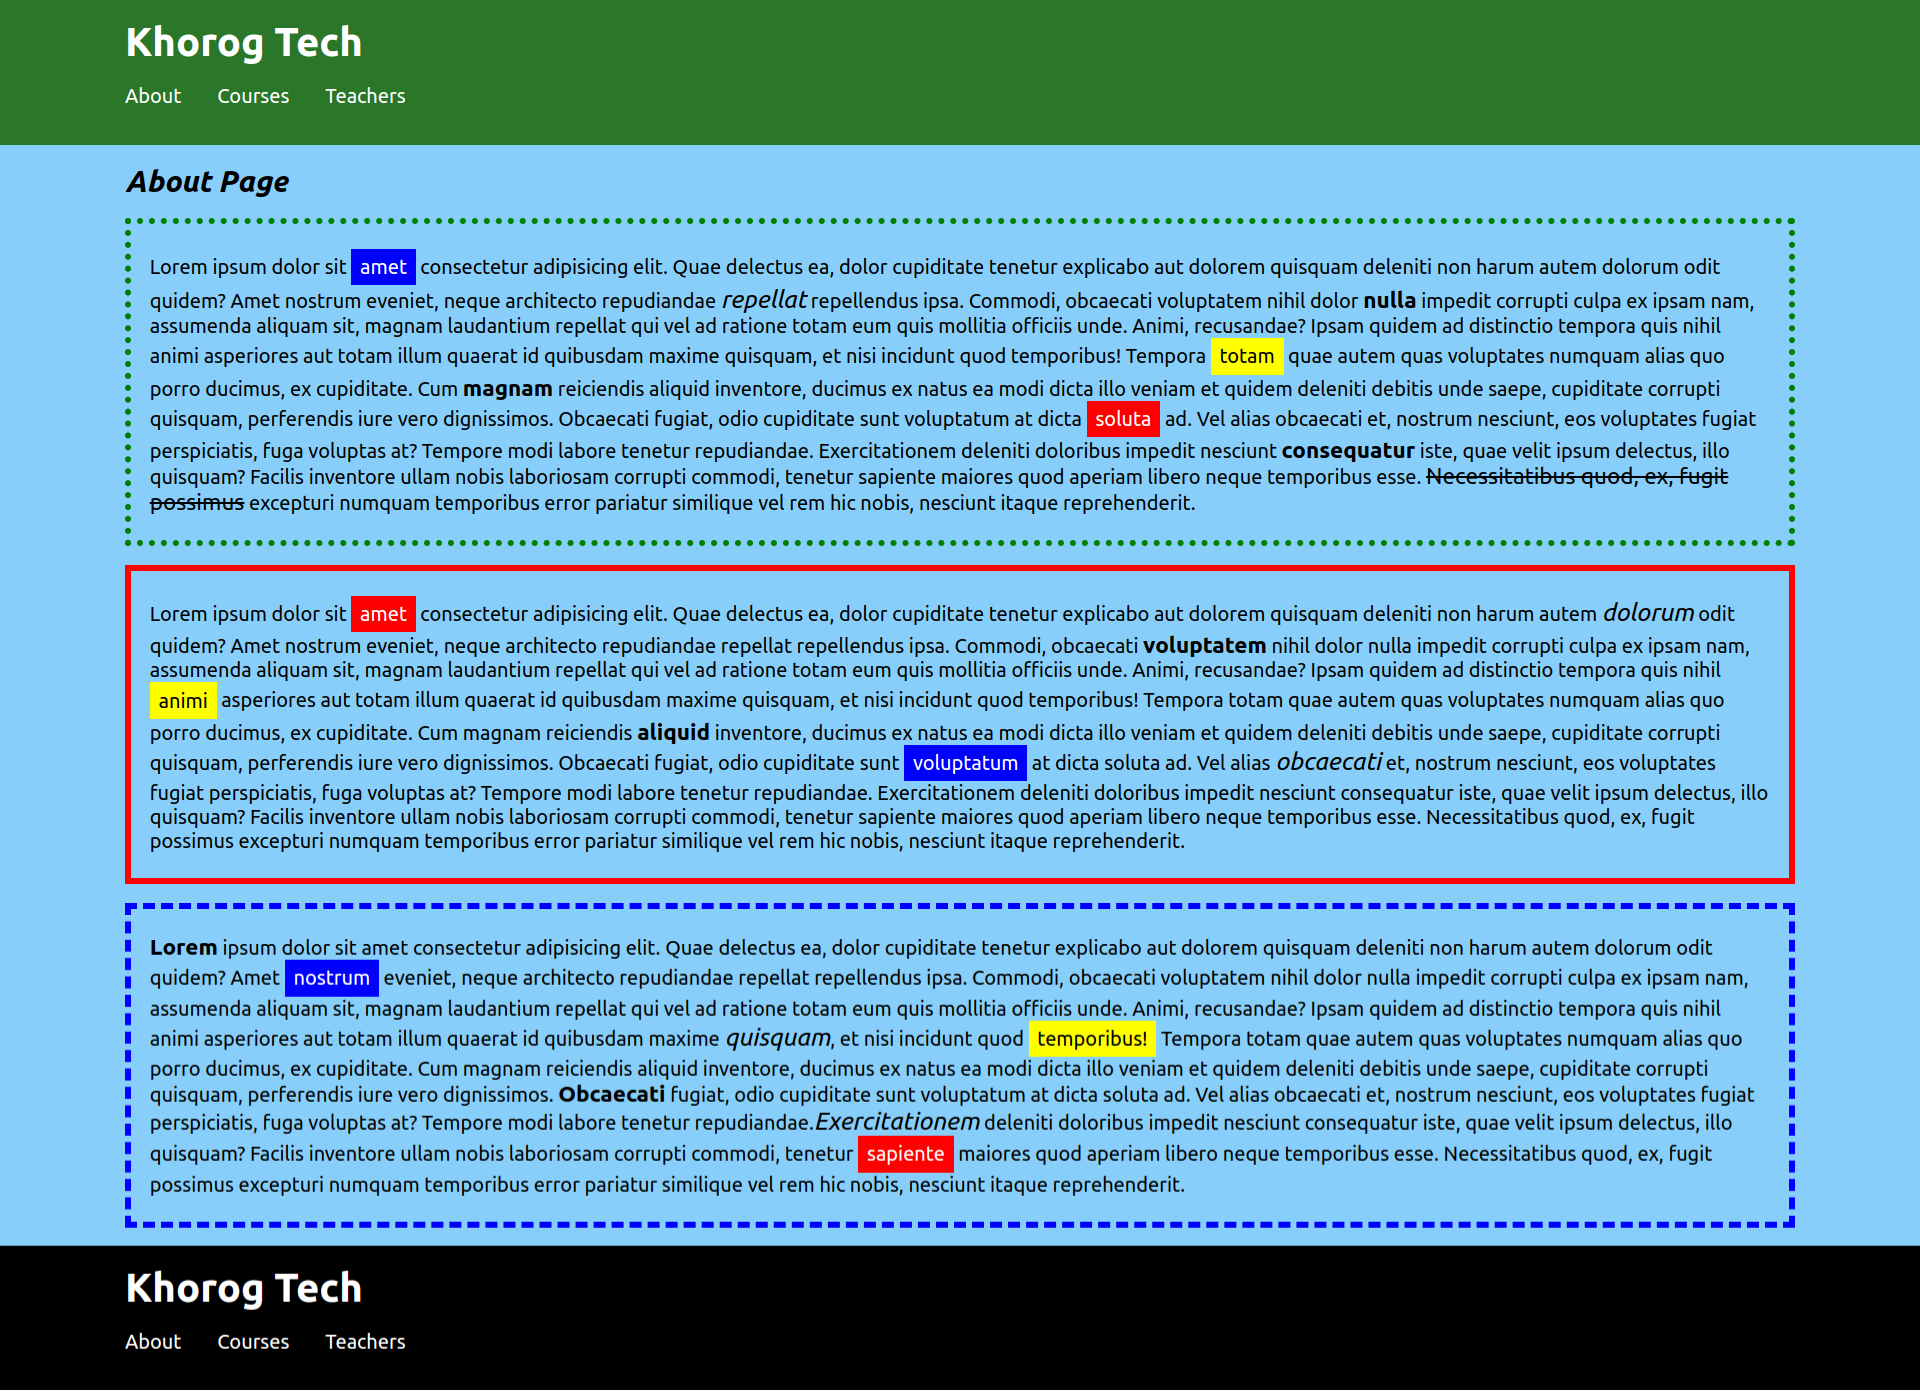 Khorog Tech
About Courses Teachers
About Page
Lorem ipsum dolor sit amet consectetur adipisicing elit. Quae delectus ea, dolor cupiditate tenetur explicabo aut dolorem quisquam deleniti non harum autem dolorum odit
quidem? Amet nostrum eveniet, neque architecto repudiandae repellat repellendus ipsa. Commodi, obcaecati voluptatem nihil dolor nulla impedit corrupti culpa ex ipsam nam,
assumenda aliquam sit, magnam laudantium repellat qui vel ad ratione totam eum quis mollitia officiis unde. Animi, recusandae? Ipsam quidem ad distinctio tempora quis nihil
animi asperiores aut totam illum quaerat id quibusdam maxime quisquam, et nisi incidunt quod temporibus! Tempora totam quae autem quas voluptates numquam alias quo
porro ducimus, ex cupiditate. Cum magnam reiciendis aliquid inventore, ducimus ex natus ea modi dicta illo veniam et quidem deleniti debitis unde saepe, cupiditate corrupti
quisquam, perferendis iure vero dignissimos. Obcaecati fugiat, odio cupiditate sunt voluptatum at dicta soluta ad. Vel alias obcaecati et, nostrum nesciunt, eos voluptates fugiat
perspiciatis, fuga voluptas at? Tempore modi labore tenetur repudiandae. Exercitationem deleniti doloribus impedit nesciunt consequatur iste, quae velit ipsum delectus, illo
quisquam? Facilis inventore ullam nobis laboriosam corrupti commodi, tenetur sapiente maiores quod aperiam libero neque temporibus esse. Necessitatibus quod, ex, fugit
possimus excepturi numquam temporibus error pariatur similique vel rem hic nobis, nesciunt itaque reprehenderit.
Lorem ipsum dolor sit amet consectetur adipisicing elit. Quae delectus ea, dolor cupiditate tenetur explicabo aut dolorem quisquam deleniti non harum autem dolorum odit
quidem? Amet nostrum eveniet, neque architecto repudiandae repellat repellendus ipsa. Commodi, obcaecati voluptatem nihil dolor nulla impedit corrupti culpa ex ipsam nam,
assumenda aliquam sit, magnam laudantium repellat qui vel ad ratione totam eum quis mollitia officiis unde. Animi, recusandae? Ipsam quidem ad distinctio tempora quis nihil
animi asperiores aut totam illum quaerat id quibusdam maxime quisquam, et nisi incidunt quod temporibus! Tempora totam quae autem quas voluptates numquam alias quo
porro ducimus, ex cupiditate. Cum magnam reiciendis aliquid inventore, ducimus ex natus ea modi dicta illo veniam et quidem deleniti debitis unde saepe, cupiditate corrupti
quisquam, perferendis iure vero dignissimos. Obcaecati fugiat, odio cupiditate sunt voluptatum at dicta soluta ad. Vel alias obcaecati et, nostrum nesciunt, eos voluptates
fugiat perspiciatis, fuga voluptas at? Tempore modi labore tenetur repudiandae. Exercitationem deleniti doloribus impedit nesciunt consequatur iste, quae velit ipsum delectus, illo
quisquam? Facilis inventore ullam nobis laboriosam corrupti commodi, tenetur sapiente maiores quod aperiam libero neque temporibus esse. Necessitatibus quod, ex, fugit
possimus excepturi numquam temporibus error pariatur similique vel rem hic nobis, nesciunt itaque reprehenderit.
Lorem ipsum dolor sit amet consectetur adipisicing elit. Quae delectus ea, dolor cupiditate tenetur explicabo aut dolorem quisquam deleniti non harum autem dolorum odit
quidem? Amet nostrum eveniet, neque architecto repudiandae repellat repellendus ipsa. Commodi, obcaecati voluptatem nihil dolor nulla impedit corrupti culpa ex ipsam nam,
assumenda aliquam sit, magnam laudantium repellat qui vel ad ratione totam eum quis mollitia officiis unde. Animi, recusandae? Ipsam quidem ad distinctio tempora quis nihil
animi asperiores aut totam illum quaerat id quibusdam maxime quisquam, et nisi incidunt quod temporibus! Tempora totam quae autem quas voluptates numquam alias quo
porro ducimus, ex cupiditate. Cum magnam reiciendis aliquid inventore, ducimus ex natus ea modi dicta illo veniam et quidem deleniti debitis unde saepe, cupiditate corrupti
quisquam, perferendis iure vero dignissimos. Obcaecati fugiat, odio cupiditate sunt voluptatum at dicta soluta ad. Vel alias obcaecati et, nostrum nesciunt, eos voluptates fugiat
perspiciatis, fuga voluptas at? Tempore modi labore tenetur repudiandae.Exercitationem deleniti doloribus impedit nesciunt consequatur iste, quae velit ipsum delectus, illo
quisquam? Facilis inventore ullam nobis laboriosam corrupti commodi, tenetur sapiente maiores quod aperiam libero neque temporibus esse. Necessitatibus quod, ex, fugit
possimus excepturi numquam temporibus error pariatur similique vel rem hic nobis, nesciunt itaque reprehenderit.
Khorog Tech
About Courses Teachers